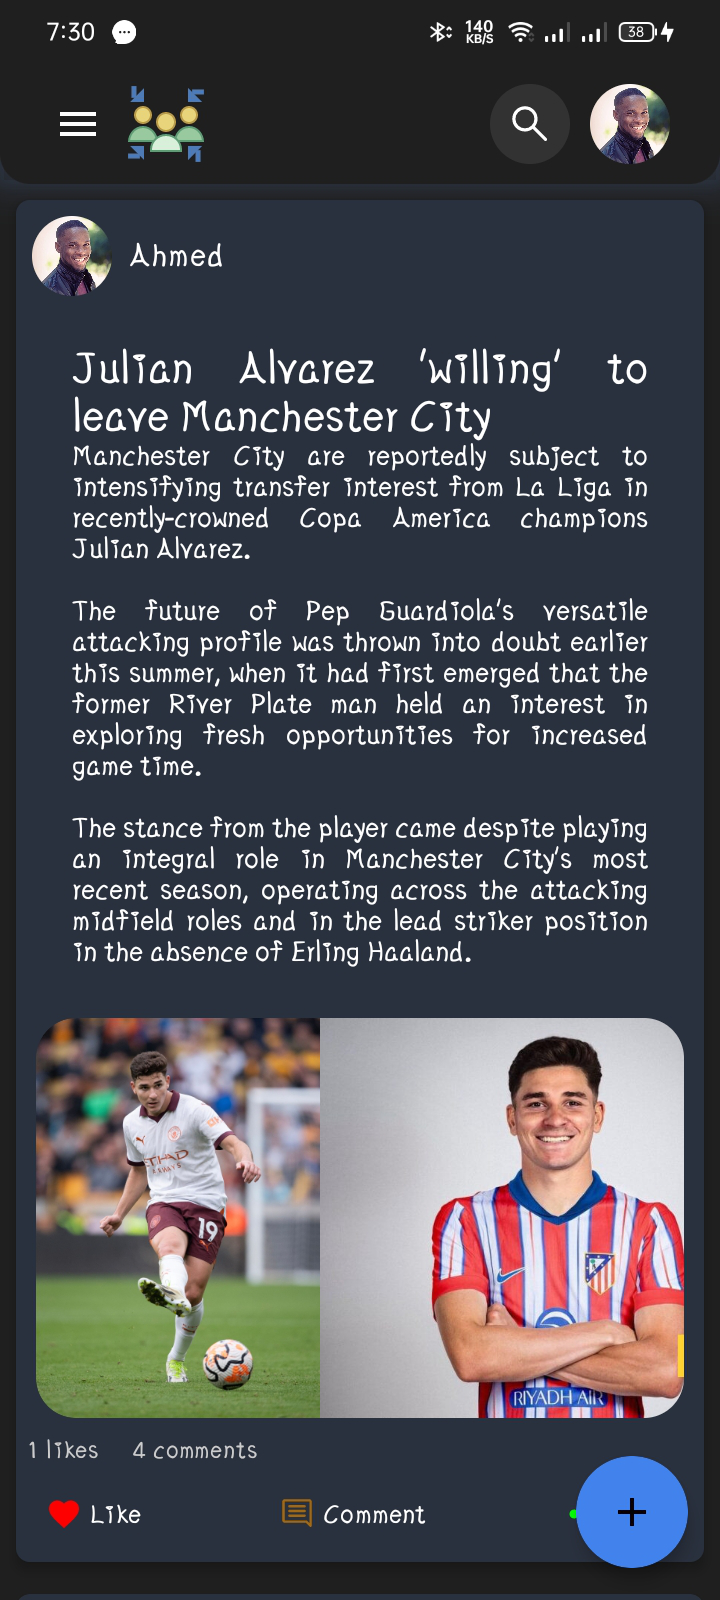 7:30
140
KB/S
38
Ahmed
Julian Alvarez 'willing' to
leave Manchester City
Manchester City are reportedly subject to
intensifying transfer interest from La Liga in
recently-crowned Copa America champions
Julian Alvarez.
The future of Pep Guardiola's versatile
attacking profile was thrown into doubt earlier
this summer, when it had first emerged that the
former River Plate man held an interest in
exploring fresh opportunities for increased
game time.
The stance from the player came despite playing
an integral role in Manchester City's most
recent season, operating across the attacking
midfield roles and in the lead striker position
in the absence of Erling Haaland.
ETIHAD
AIRWAYS
19
RIYADH AIR
1 likes 4 comments
Like Comment